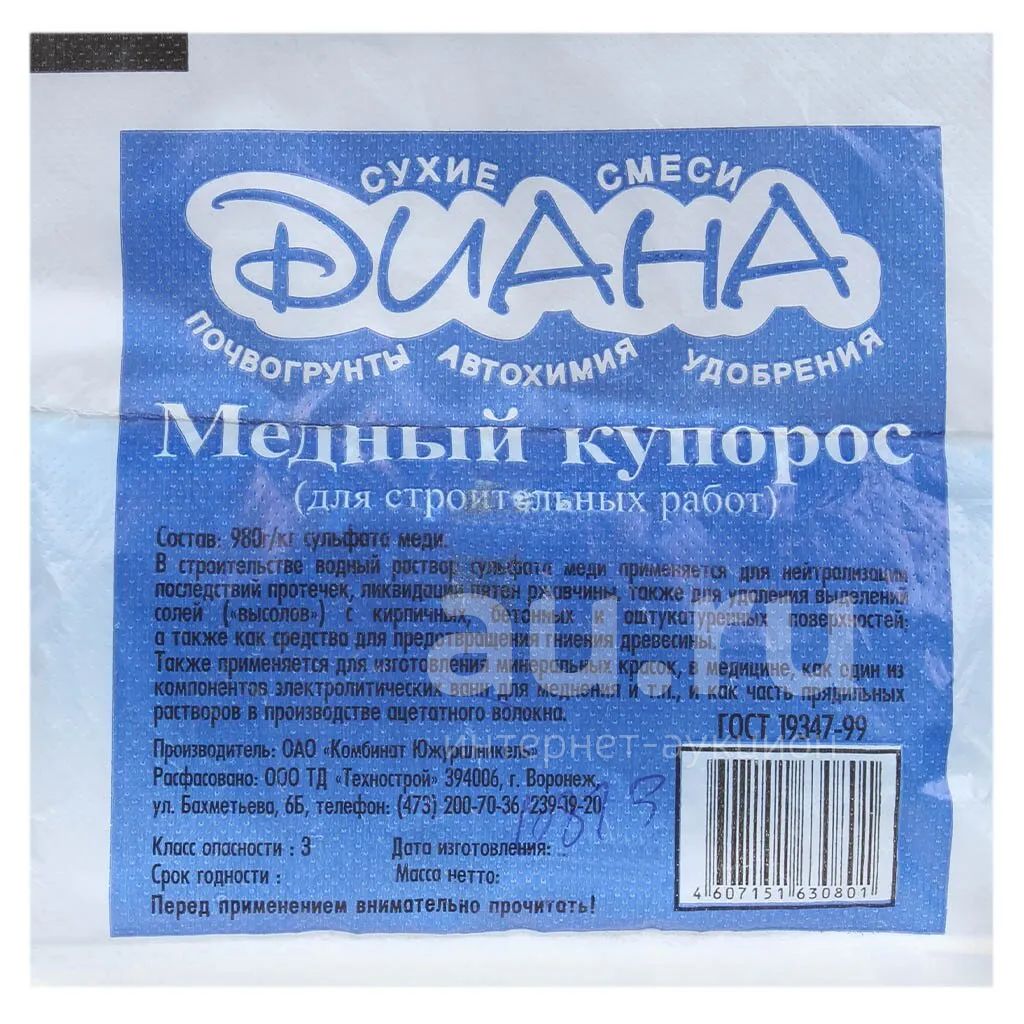 СУХИЕ СМЕСИ
ДИАНА
ПОЧВОГРУНТЫ АВТОХИМИЯ УДОБРЕНИЯ
Медный купорос
(для строительных работ)
Состав: 980г/кг сульфата меди.
В строительстве водный раствор сульфата меди применяется для нейтрализации
последствий протечек, ликвидации пятен ржавчины, также для удаления выделений
солей («высолов») с кирпичных, бетонных и оштукатуренных поверхностей;
а также как средства для предотвращения гниения древесины.
Также применяется для изготовления минеральных красок, в медицине, как один из
компонентов электролитических ванн для меднения и т.п., и как часть прядильных
растворов в производстве ацетатного волокна.
ГОСТ 19347-99
Производитель: ОАО «Комбинат Южуралникель»
Расфасовано: ООО ТД «Технострой» 394006, г. Воронеж,
ул. Бахметьева, 6Б, телефон: (473) 200-70-36, 239-19-20
Класс опасности : 3 Дата изготовления:
Срок годности : Масса нетто:
Перед применением внимательно прочитать!
4 607151 630801
au.ru
интернет-аукцион